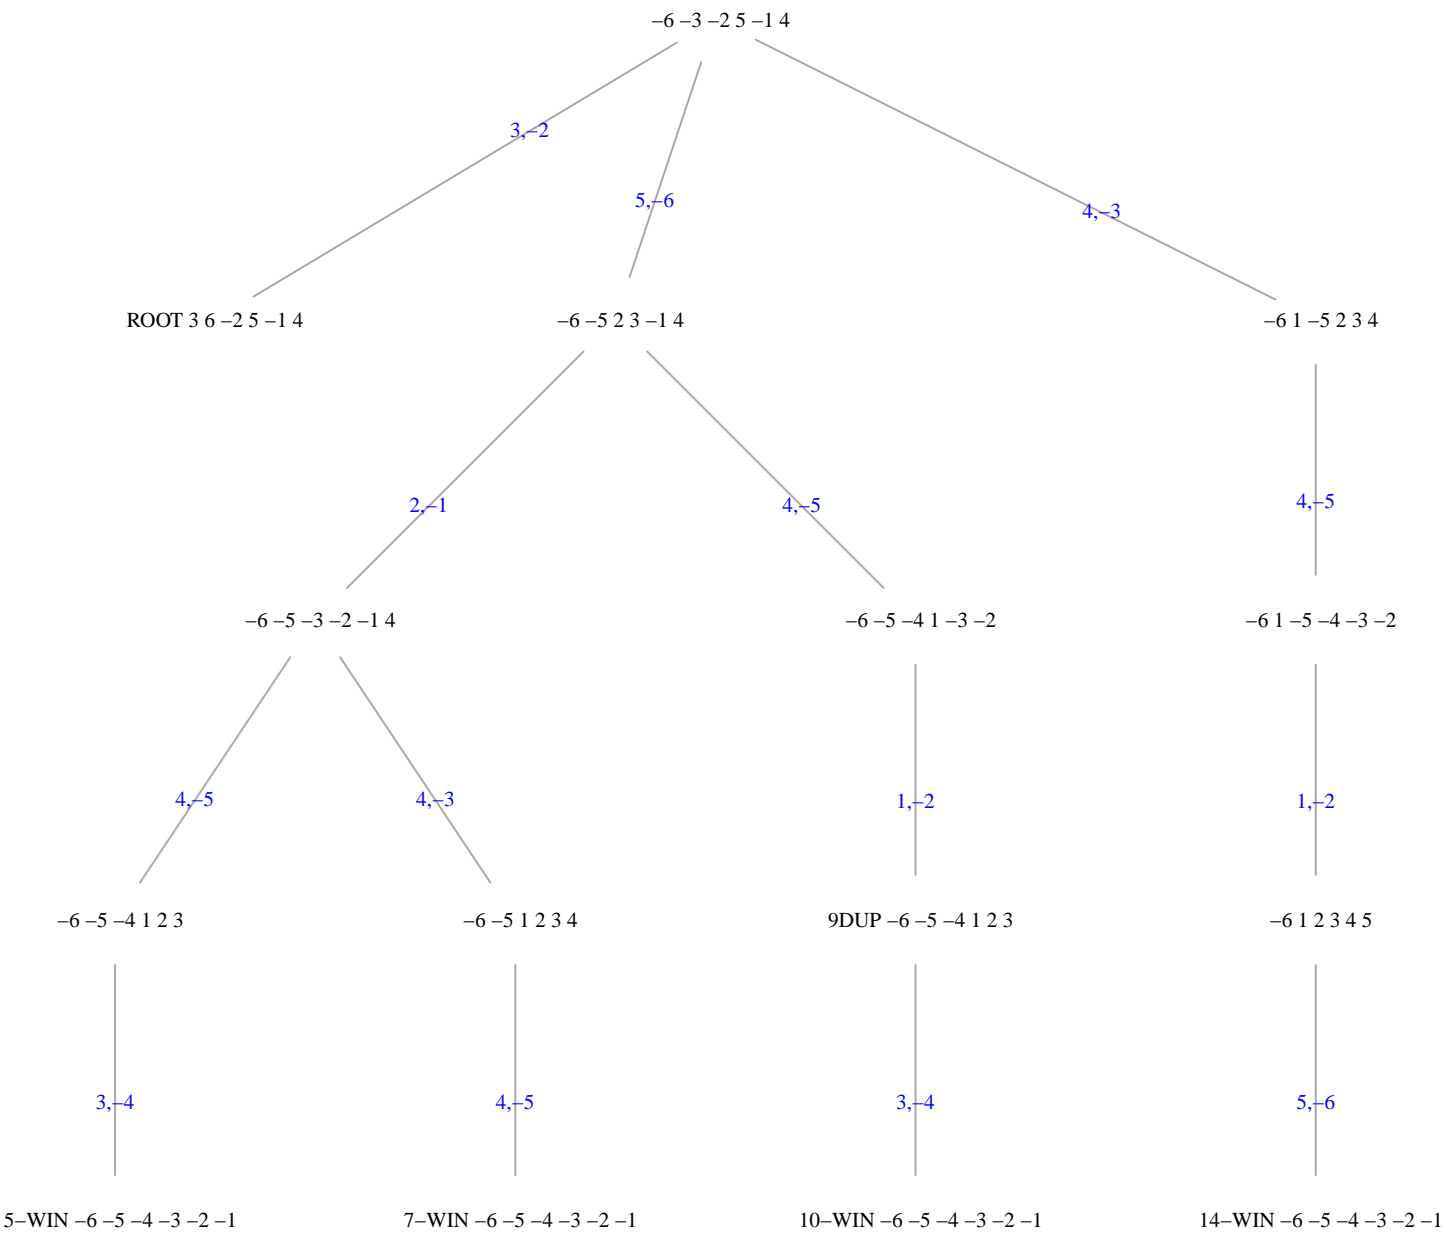 −6 −3 −2 5 −1 4
3,−2
5,−6
4,−3
ROOT 3 6 −2 5 −1 4
−6 −5 2 3 −1 4
−6 1 −5 2 3 4
2,−1
4,−5
4,−5
−6 −5 −3 −2 −1 4
−6 −5 −4 1 −3 −2
−6 1 −5 −4 −3 −2
4,−5
4,−3
1,−2
1,−2
−6 −5 −4 1 2 3
−6 −5 1 2 3 4
9DUP −6 −5 −4 1 2 3
−6 1 2 3 4 5
3,−4
4,−5
3,−4
5,−6
5−WIN −6 −5 −4 −3 −2 −1
7−WIN −6 −5 −4 −3 −2 −1
10−WIN −6 −5 −4 −3 −2 −1
14−WIN −6 −5 −4 −3 −2 −1